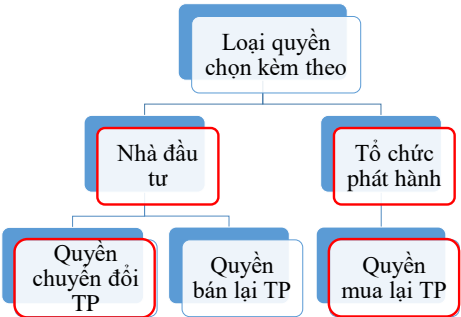 Loại quyền
chọn kèm theo
Nhà đầu
tư
Tổ chức
phát hành
Quyền
chuyển đổi
TP
Quyền
bán lại TP
Quyền
mua lại TP